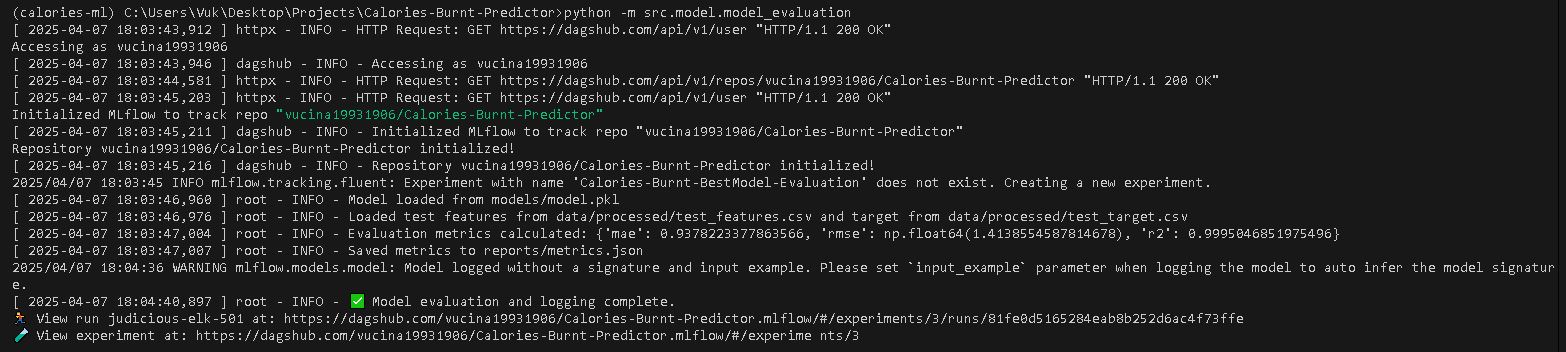 (calories-ml) C:\Users\Vuk\Desktop\Projects\Calories-Burnt-Predictor>python -m src.model.model_evaluation
[ 2025-04-07 18:03:43,912 ] httpx - INFO - HTTP Request: GET https://dagshub.com/api/v1/user "HTTP/1.1 200 OK"
Accessing as vucina19931906
[ 2025-04-07 18:03:43,946 ] dagshub - INFO - Accessing as vucina19931906
[ 2025-04-07 18:03:44,581 ] httpx - INFO - HTTP Request: GET https://dagshub.com/api/v1/repos/vucina19931906/Calories-Burnt-Predictor "HTTP/1.1 200 OK"
[ 2025-04-07 18:03:45,203 ] httpx - INFO - HTTP Request: GET https://dagshub.com/api/v1/user "HTTP/1.1 200 OK"
Initialized MLflow to track repo "vucina19931906/Calories-Burnt-Predictor"
[ 2025-04-07 18:03:45,211 ] dagshub - INFO - Initialized MLflow to track repo "vucina19931906/Calories-Burnt-Predictor"
Repository vucina19931906/Calories-Burnt-Predictor initialized!
[ 2025-04-07 18:03:45,216 ] dagshub - INFO - Repository vucina19931906/Calories-Burnt-Predictor initialized!
2025/04/07 18:03:45 INFO mlflow.tracking.fluent: Experiment with name 'Calories-Burnt-BestModel-Evaluation' does not exist. Creating a new experiment.
[ 2025-04-07 18:03:46,960 ] root - INFO - Model loaded from models/model.pkl
[ 2025-04-07 18:03:46,976 ] root - INFO - Loaded test features from data/processed/test_features.csv and target from data/processed/test_target.csv
[ 2025-04-07 18:03:47,004 ] root - INFO - Evaluation metrics calculated: {'mae': 0.9378223377863566, 'rmse': np.float64(1.4138554587814678), 'r2': 0.9995046851975496}
[ 2025-04-07 18:03:47,007 ] root - INFO - Saved metrics to reports/metrics.json
2025/04/07 18:04:36 WARNING mlflow.models.model: Model logged without a signature and input example. Please set `input_example` parameter when logging the model to auto infer the model signatur
e.
[ 2025-04-07 18:04:40,897 ] root - INFO - ✅ Model evaluation and logging complete.
🏃 View run judicious-elk-501 at: https://dagshub.com/vucina19931906/Calories-Burnt-Predictor.mlflow/#/experiments/3/runs/81fe0d5165284eab8b252d6ac4f73ffe
🧪 View experiment at: https://dagshub.com/vucina19931906/Calories-Burnt-Predictor.mlflow/#/experime nts/3